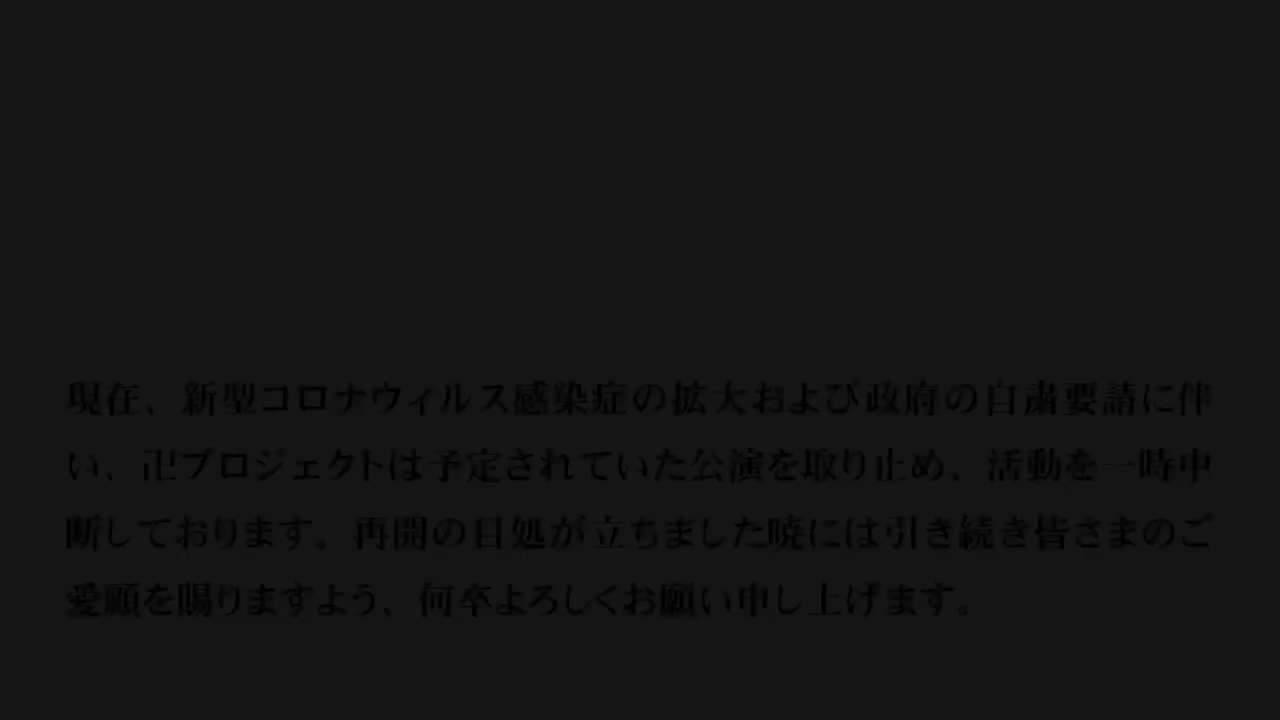 現在、新型コロナウィルス感染症の拡大および政府の自粛要請に伴
い、卍プロジェクトは予定されていた公演を取り止め、活動を一時中
断しております。再開の目処が立ちました暁には引き続き皆さまのご
愛顧を賜りますよう、何卒よろしくお願い申し上げます。